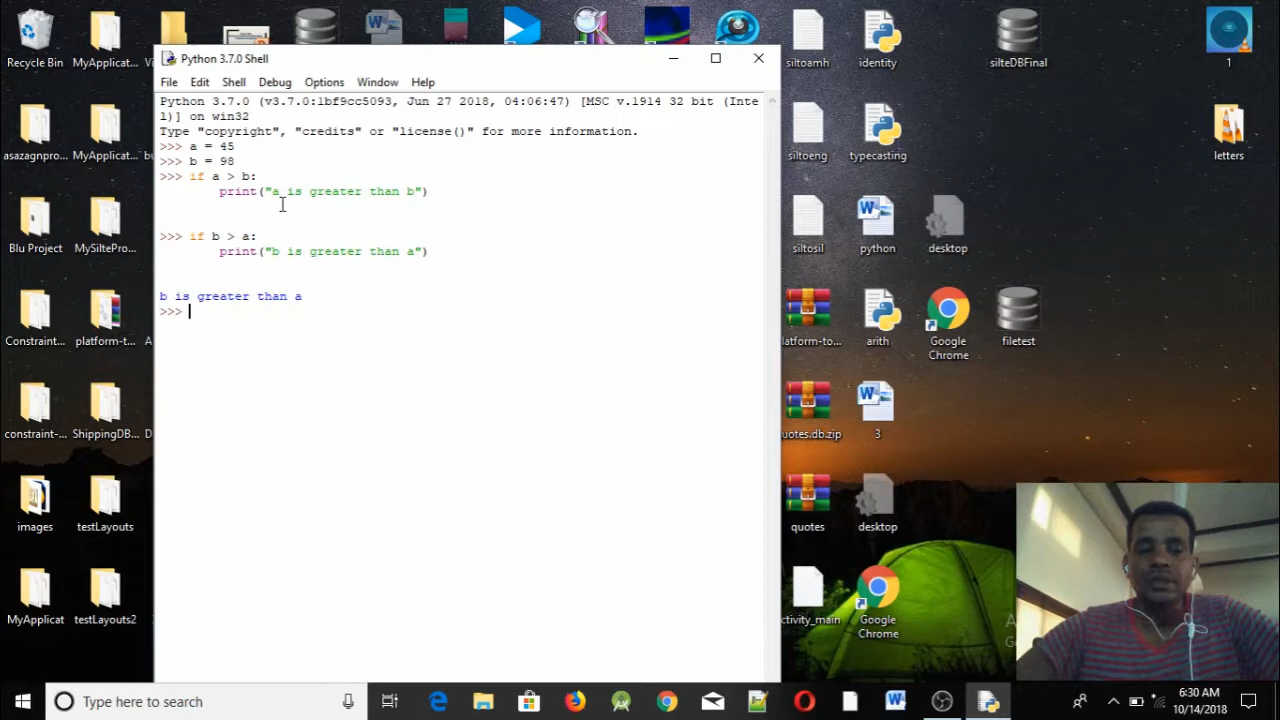 Python 3.7.0 Shell
File Edit Shell Debug Options Window Help
Python 3.7.0 (v3.7.0:1bf9cc5093, Jun 27 2018, 04:06:47) [MSC v.1914 32 bit (Inte
l)] on win32
Type "copyright", "credits" or "license()" for more information.
>>> a = 45
>>> b = 98
>>> if a > b:
print("a is greater than b")
>>> if b > a:
print("b is greater than a")
b is greater than a
>>>
Recycle Bin MyApplicat... siltoamh identity silteDBFinal 1
asazagnpro... MyApplicat... siltoeng typecasting letters
Blu Project MySiltePro... siltosil python desktop
Constraint... platform-t... latform-to... arith Google Chrome filetest
constraint-... ShippingDB... quotes.db.zip 3
images testLayouts quotes desktop
MyApplicat testLayouts2 ctivity_main Google Chrome
Type here to search
6:30 AM
10/14/2018